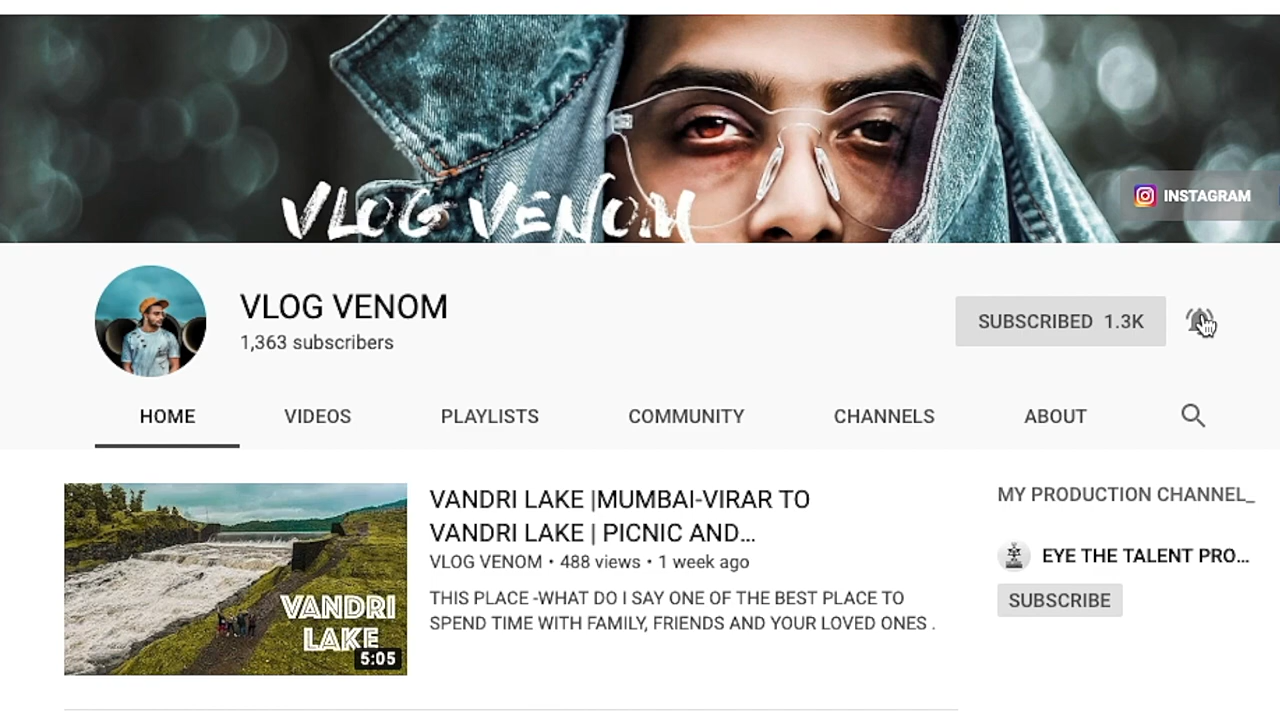 VLOG VENOM
INSTAGRAM
VLOG VENOM
1,363 subscribers
SUBSCRIBED 1.3K
HOME VIDEOS PLAYLISTS COMMUNITY CHANNELS ABOUT
VANDRI LAKE |MUMBAI-VIRAR TO
VANDRI LAKE | PICNIC AND...
VLOG VENOM • 488 views • 1 week ago
THIS PLACE -WHAT DO I SAY ONE OF THE BEST PLACE TO
SPEND TIME WITH FAMILY, FRIENDS AND YOUR LOVED ONES .
VANDRI
LAKE
5:05
MY PRODUCTION CHANNEL_
EYE THE TALENT PRO...
SUBSCRIBE